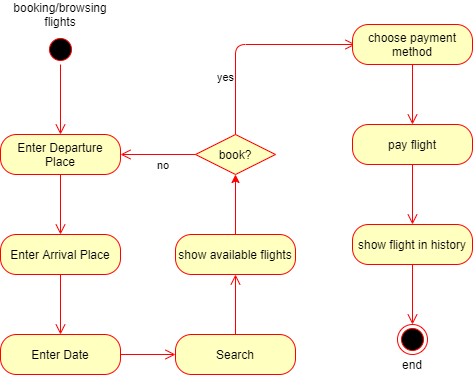 booking/browsing
flights
Enter Departure
Place
Enter Arrival Place
Enter Date
Search
show available flights
book?
no
yes
choose payment
method
pay flight
show flight in history
end